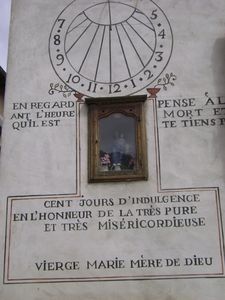 7 8 9 10 11 12 1 2 3 4 5
EN REGARD
ANT L'HEURE
QU'IL EST
PENSE À L
MORT E
TE TIENS P
CENT JOURS D'INDULGENCE
EN L'HONNEUR DE LA TRÈS PURE
ET TRÈS MISÉRICORDIEUSE
VIERGE MARIE MÈRE DE DIEU